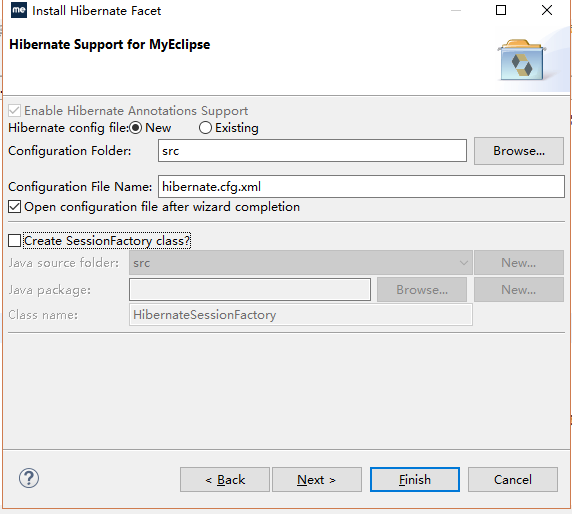 me Install Hibernate Facet
Hibernate Support for MyEclipse
Enable Hibernate Annotations Support
Hibernate config file: New Existing
Configuration Folder: src Browse...
Configuration File Name: hibernate.cfg.xml
Open configuration file after wizard completion
Create SessionFactory class?
Java source folder: src New...
Java package: Browse... New...
Class name: HibernateSessionFactory
? < Back Next > Finish Cancel